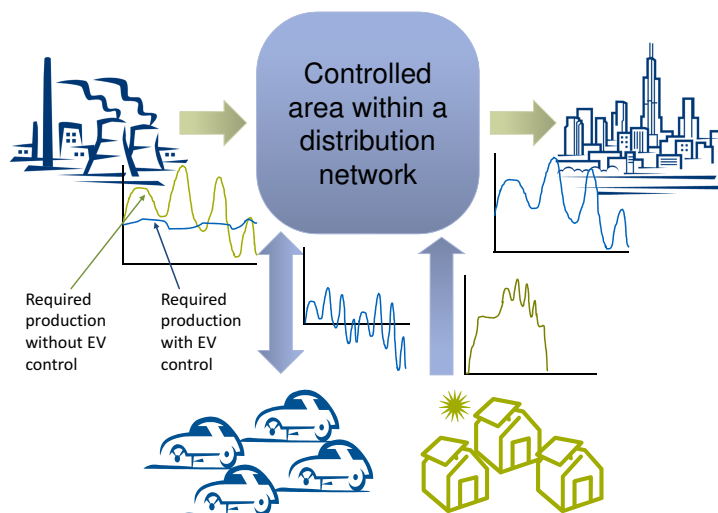 Controlled
area within a
distribution
network
Required
production
without EV
control
Required
production
with EV
control